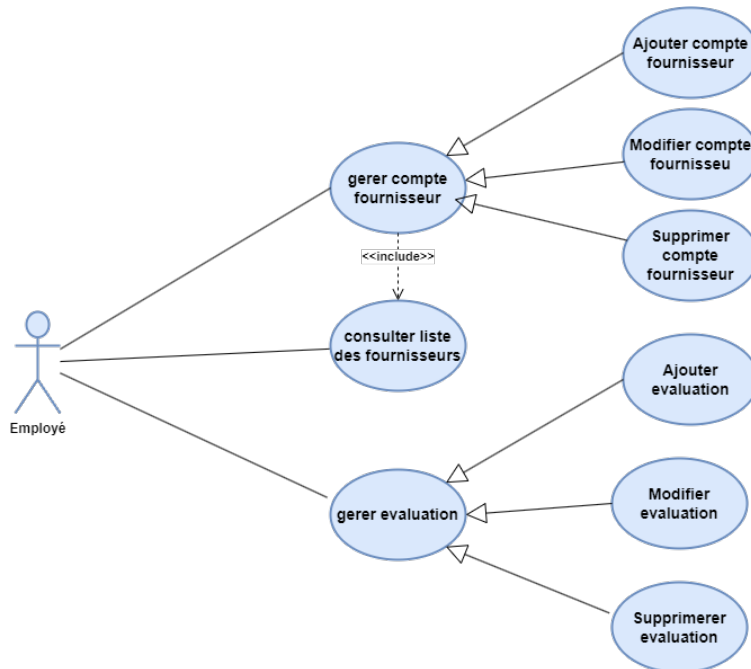 Ajouter compte
fournisseur
Modifier compte
fournisseu
gerer compte
fournisseur
Supprimer
compte
fournisseur
<<include>>
consulter liste
des fournisseurs
Employé
Ajouter
evaluation
gerer evaluation
Modifier
evaluation
Supprimerer
evaluation